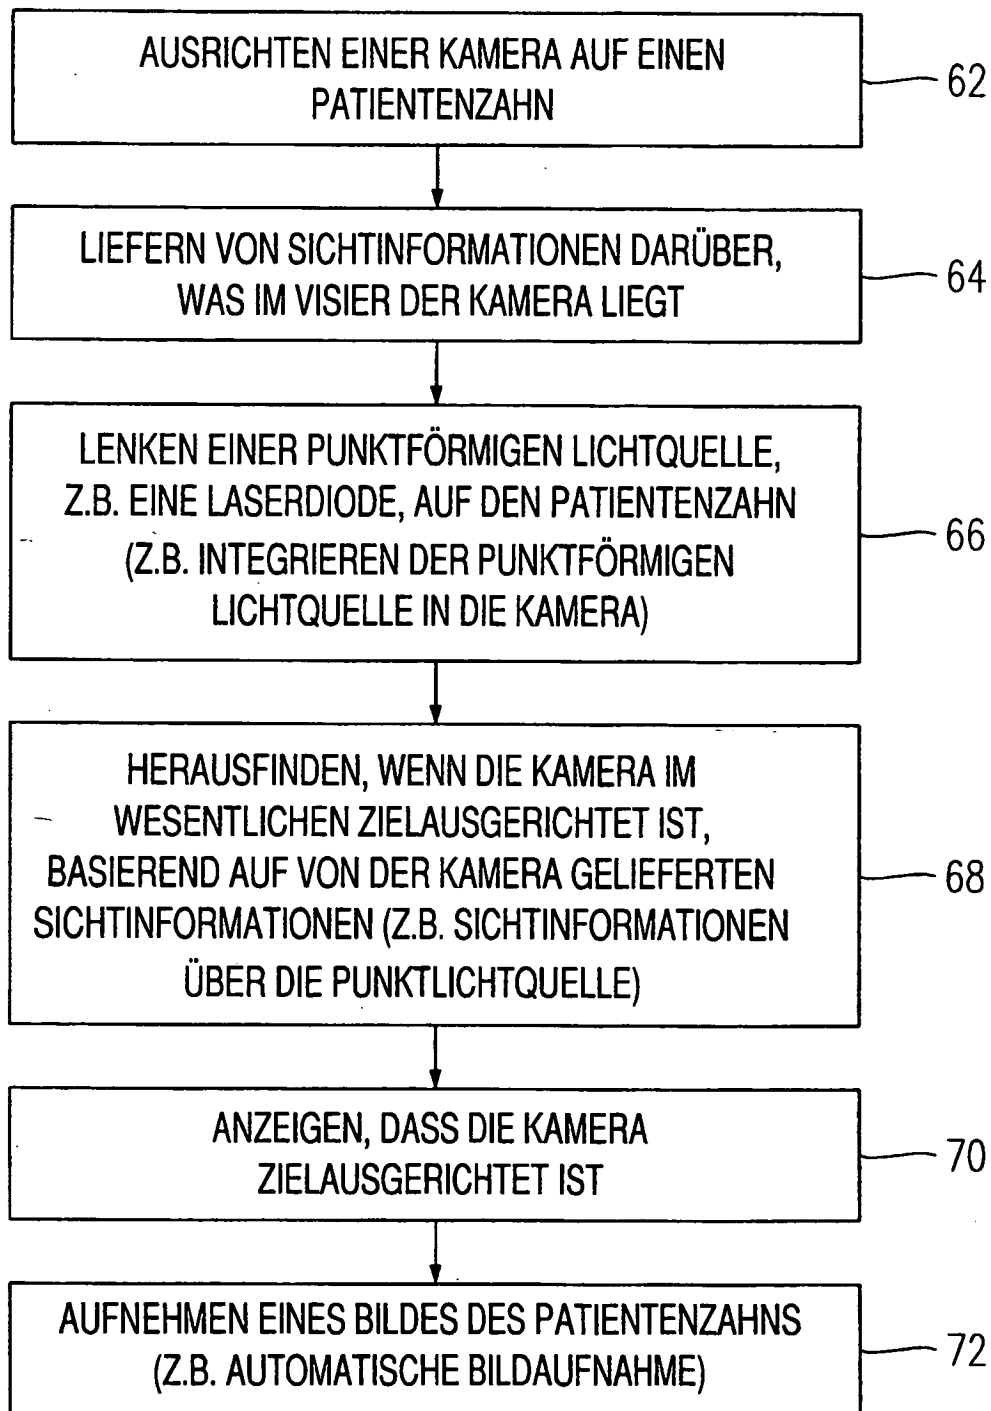 AUSRICHTEN EINER KAMERA AUF EINEN
PATIENTENZAHN
62
LIEFERN VON SICHTINFORMATIONEN DARÜBER,
WAS IM VISIER DER KAMERA LIEGT
64
LENKEN EINER PUNKTFÖRMIGEN LICHTQUELLE,
Z.B. EINE LASERDIODE, AUF DEN PATIENTENZAHN
(Z.B. INTEGRIEREN DER PUNKTFÖRMIGEN
LICHTQUELLE IN DIE KAMERA)
66
HERAUSFINDEN, WENN DIE KAMERA IM
WESENTLICHEN ZIELAUSGERICHTET IST,
BASIEREND AUF VON DER KAMERA GELIEFERTEN
SICHTINFORMATIONEN (Z.B. SICHTINFORMATIONEN
ÜBER DIE PUNKTLICHTQUELLE)
68
ANZEIGEN, DASS DIE KAMERA
ZIELAUSGERICHTET IST
70
AUFNEHMEN EINES BILDES DES PATIENTENZAHNS
(Z.B. AUTOMATISCHE BILDAUFNAHME)
72